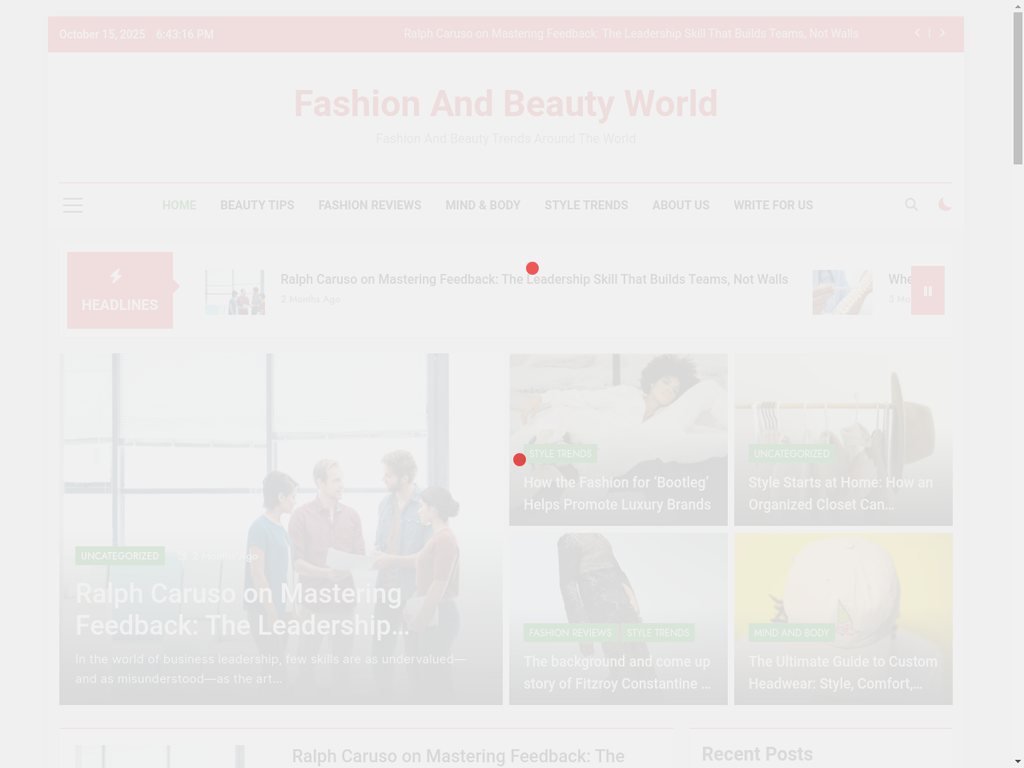 October 15, 2025 6:43:16 PM
Ralph Caruso on Mastering Feedback: The Leadership Skill That Builds Teams, Not Walls
Fashion And Beauty World
Fashion And Beauty Trends Around The World
HOME BEAUTY TIPS FASHION REVIEWS MIND & BODY STYLE TRENDS ABOUT US WRITE FOR US
HEADLINES
Ralph Caruso on Mastering Feedback: The Leadership Skill That Builds Teams, Not Walls
2 Months Ago
UNCATEGORIZED 2 Months Ago
Ralph Caruso on Mastering
Feedback: The Leadership...
In the world of business leadership, few skills are as undervalued—
and as misunderstood—as the art...
STYLE TRENDS
How the Fashion for ‘Bootleg’
Helps Promote Luxury Brands
UNCATEGORIZED
Style Starts at Home: How an
Organized Closet Can...
FASHION REVIEWS STYLE TRENDS
The background and come up
story of Fitzroy Constantine ...
MIND AND BODY
The Ultimate Guide to Custom
Headwear: Style, Comfort,...
Ralph Caruso on Mastering Feedback: The
Recent Posts